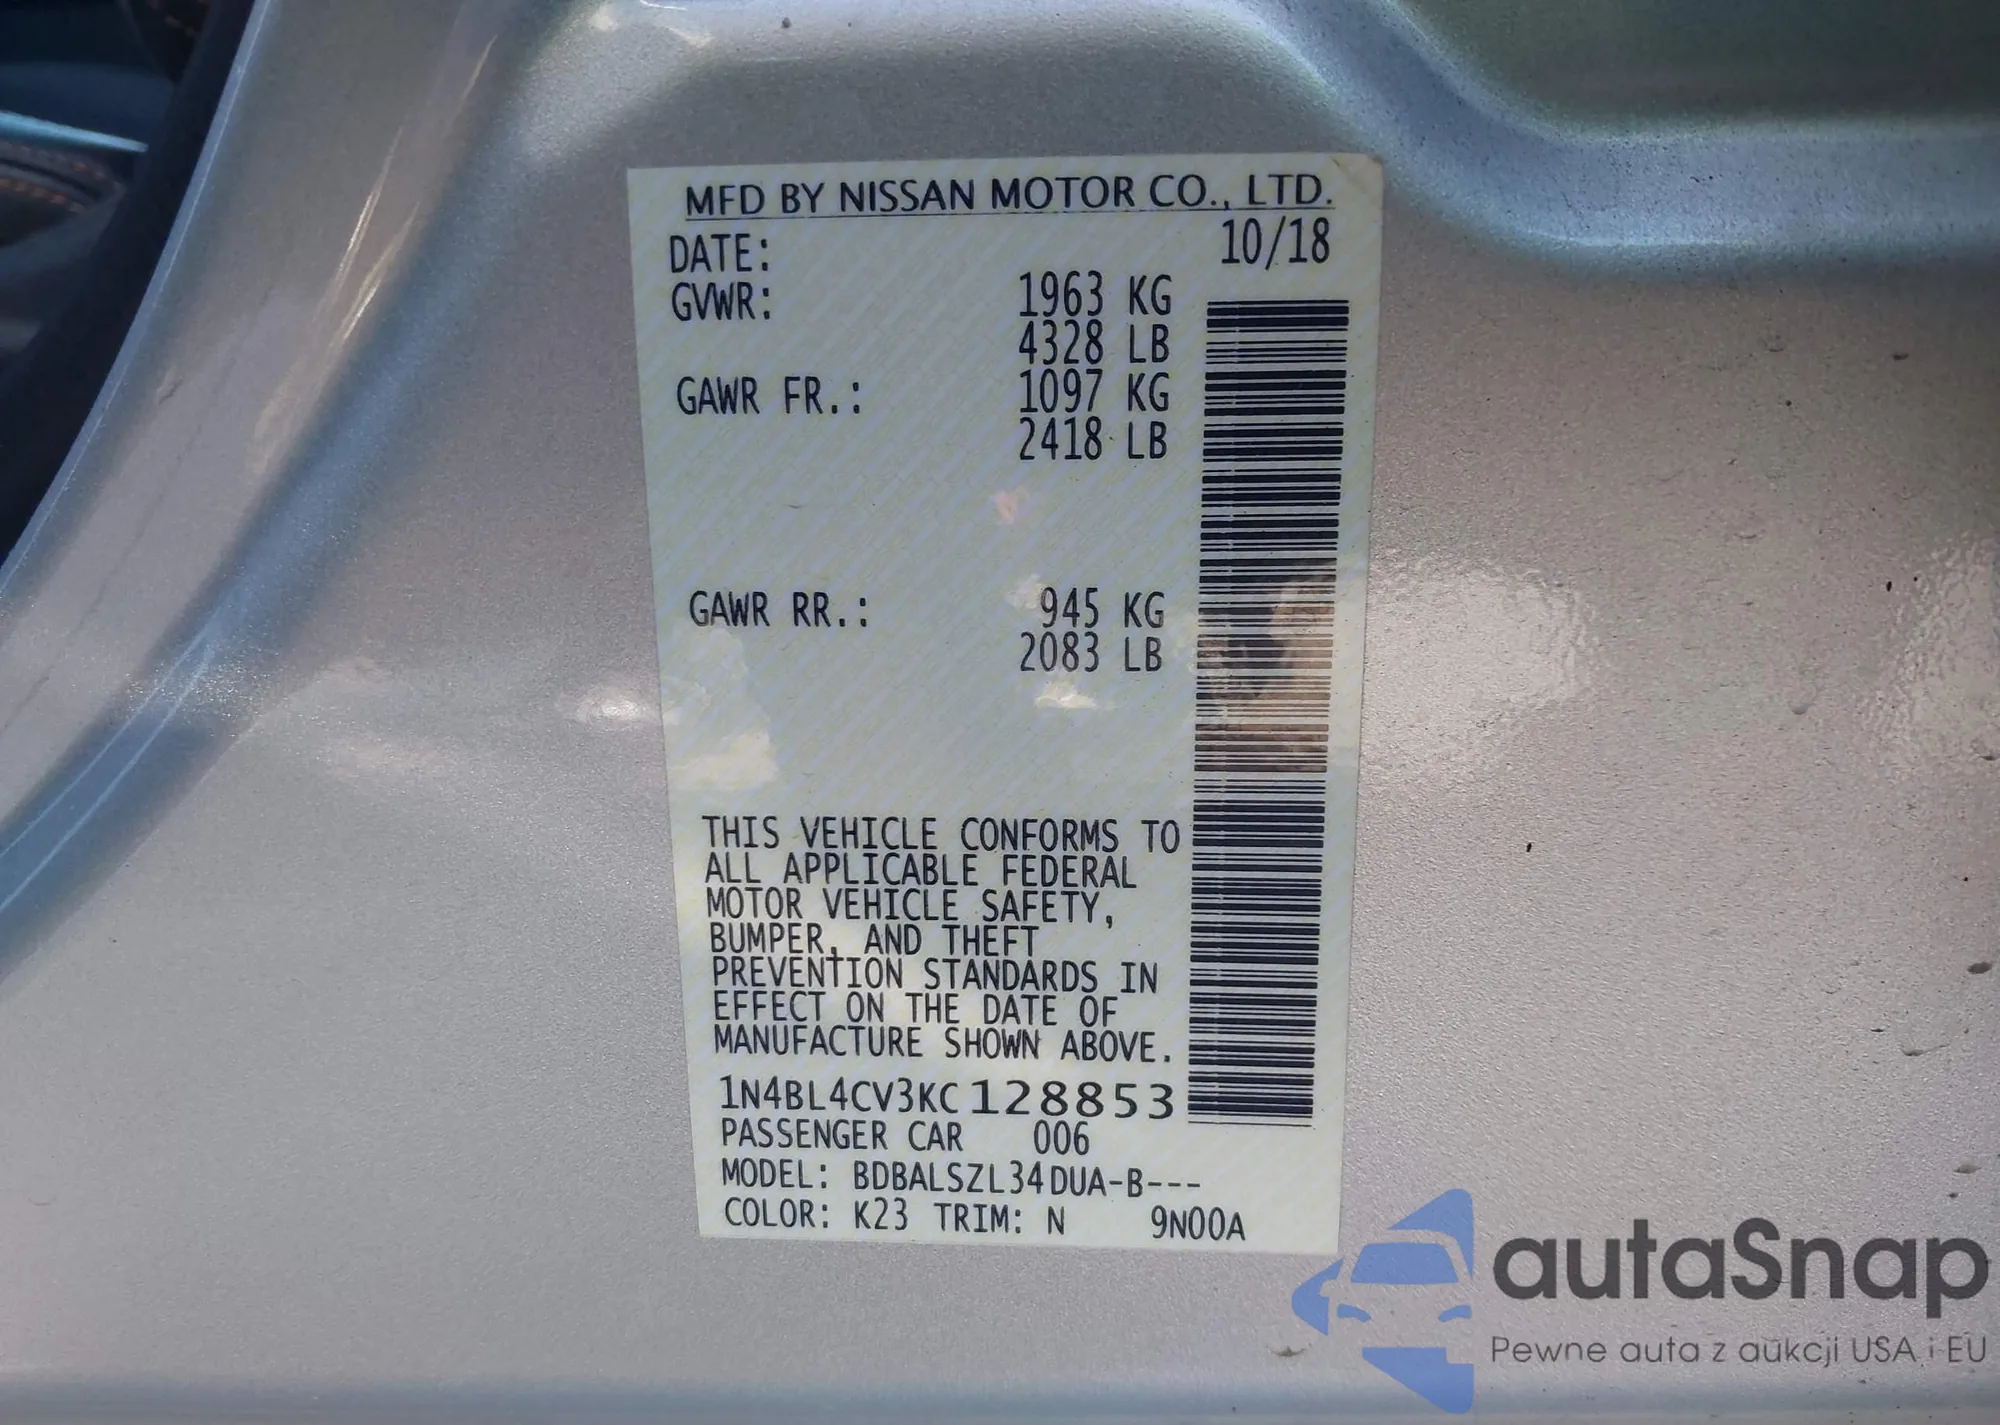 MFD BY NISSAN MOTOR CO., LTD.
DATE: 10/18
GVWR: 1963 KG
4328 LB
GAWR FR.: 1097 KG
2418 LB
GAWR RR.: 945 KG
2083 LB
THIS VEHICLE CONFORMS TO
ALL APPLICABLE FEDERAL
MOTOR VEHICLE SAFETY,
BUMPER, AND THEFT
PREVENTION STANDARDS IN
EFFECT ON THE DATE OF
MANUFACTURE SHOWN ABOVE.
1N4BL4CV3KC128853
PASSENGER CAR 006
MODEL: BDBALSZL34DUA-B---
COLOR: K23 TRIM: N 9N00A
autaSnap
Pewne auta z aukcji USA i EU